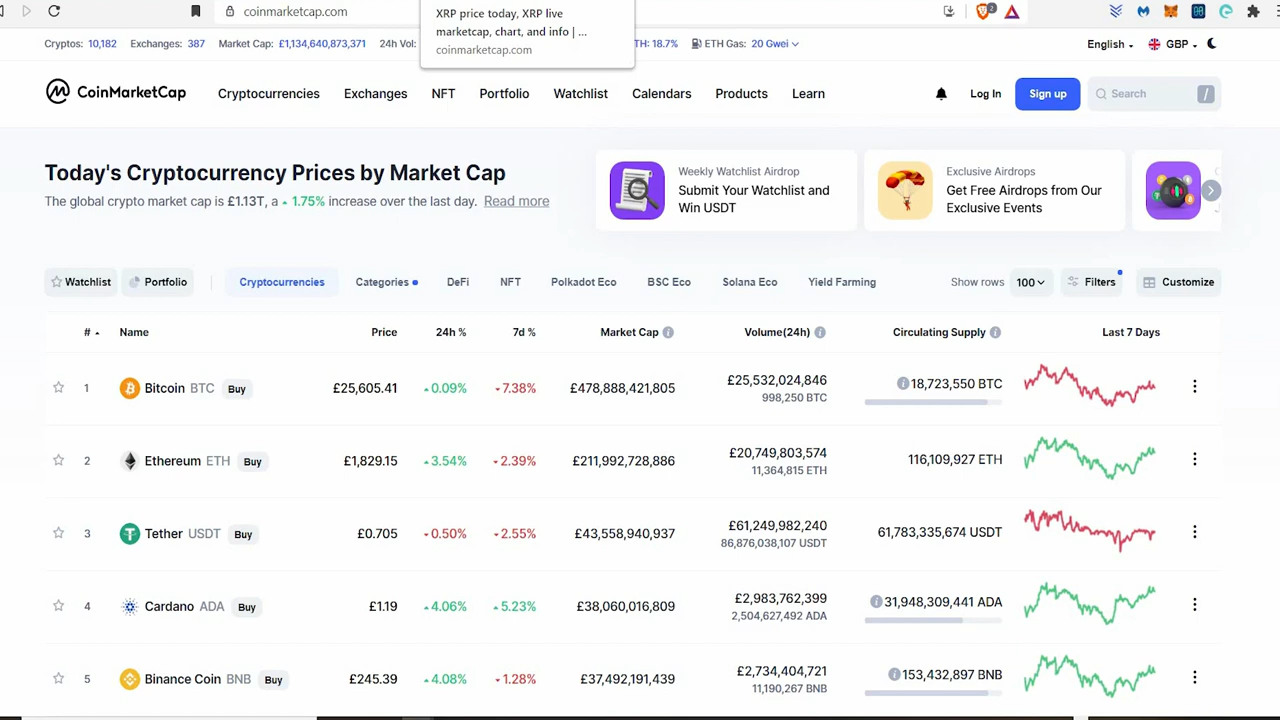 XRP price today, XRP live
marketcap, chart, and info | ...
coinmarketcap.com
coinmarketcap.com
2
Cryptos: 10,182 Exchanges: 387 Market Cap: £1,134,640,873,371 24h Vol: TH: 18.7% ETH Gas: 20 Gwei English GBP
CoinMarketCap Cryptocurrencies Exchanges NFT Portfolio Watchlist Calendars Products Learn Log In Sign up Search /
Today's Cryptocurrency Prices by Market Cap
The global crypto market cap is £1.13T, a 1.75% increase over the last day. Read more
Weekly Watchlist Airdrop
Submit Your Watchlist and
Win USDT
Exclusive Airdrops
Get Free Airdrops from Our
Exclusive Events
Watchlist Portfolio Cryptocurrencies Categories DeFi NFT Polkadot Eco BSC Eco Solana Eco Yield Farming Show rows 100 Filters Customize
# Name Price 24h % 7d % Market Cap Volume(24h) Circulating Supply Last 7 Days
1 Bitcoin BTC Buy £25,605.41 0.09% 7.38% £478,888,421,805 £25,532,024,846 18,723,550 BTC
998,250 BTC
2 Ethereum ETH Buy £1,829.15 3.54% 2.39% £211,992,728,886 £20,749,803,574 116,109,927 ETH
11,364,815 ETH
3 Tether USDT Buy £0.705 0.50% 2.55% £43,558,940,937 £61,249,982,240 61,783,335,674 USDT
86,876,038,107 USDT
4 Cardano ADA Buy £1.19 4.06% 5.23% £38,060,016,809 £2,983,762,399 31,948,309,441 ADA
2,504,627,492 ADA
5 Binance Coin BNB Buy £245.39 4.08% 1.28% £37,492,191,439 £2,734,404,721 153,432,897 BNB
11,190,267 BNB